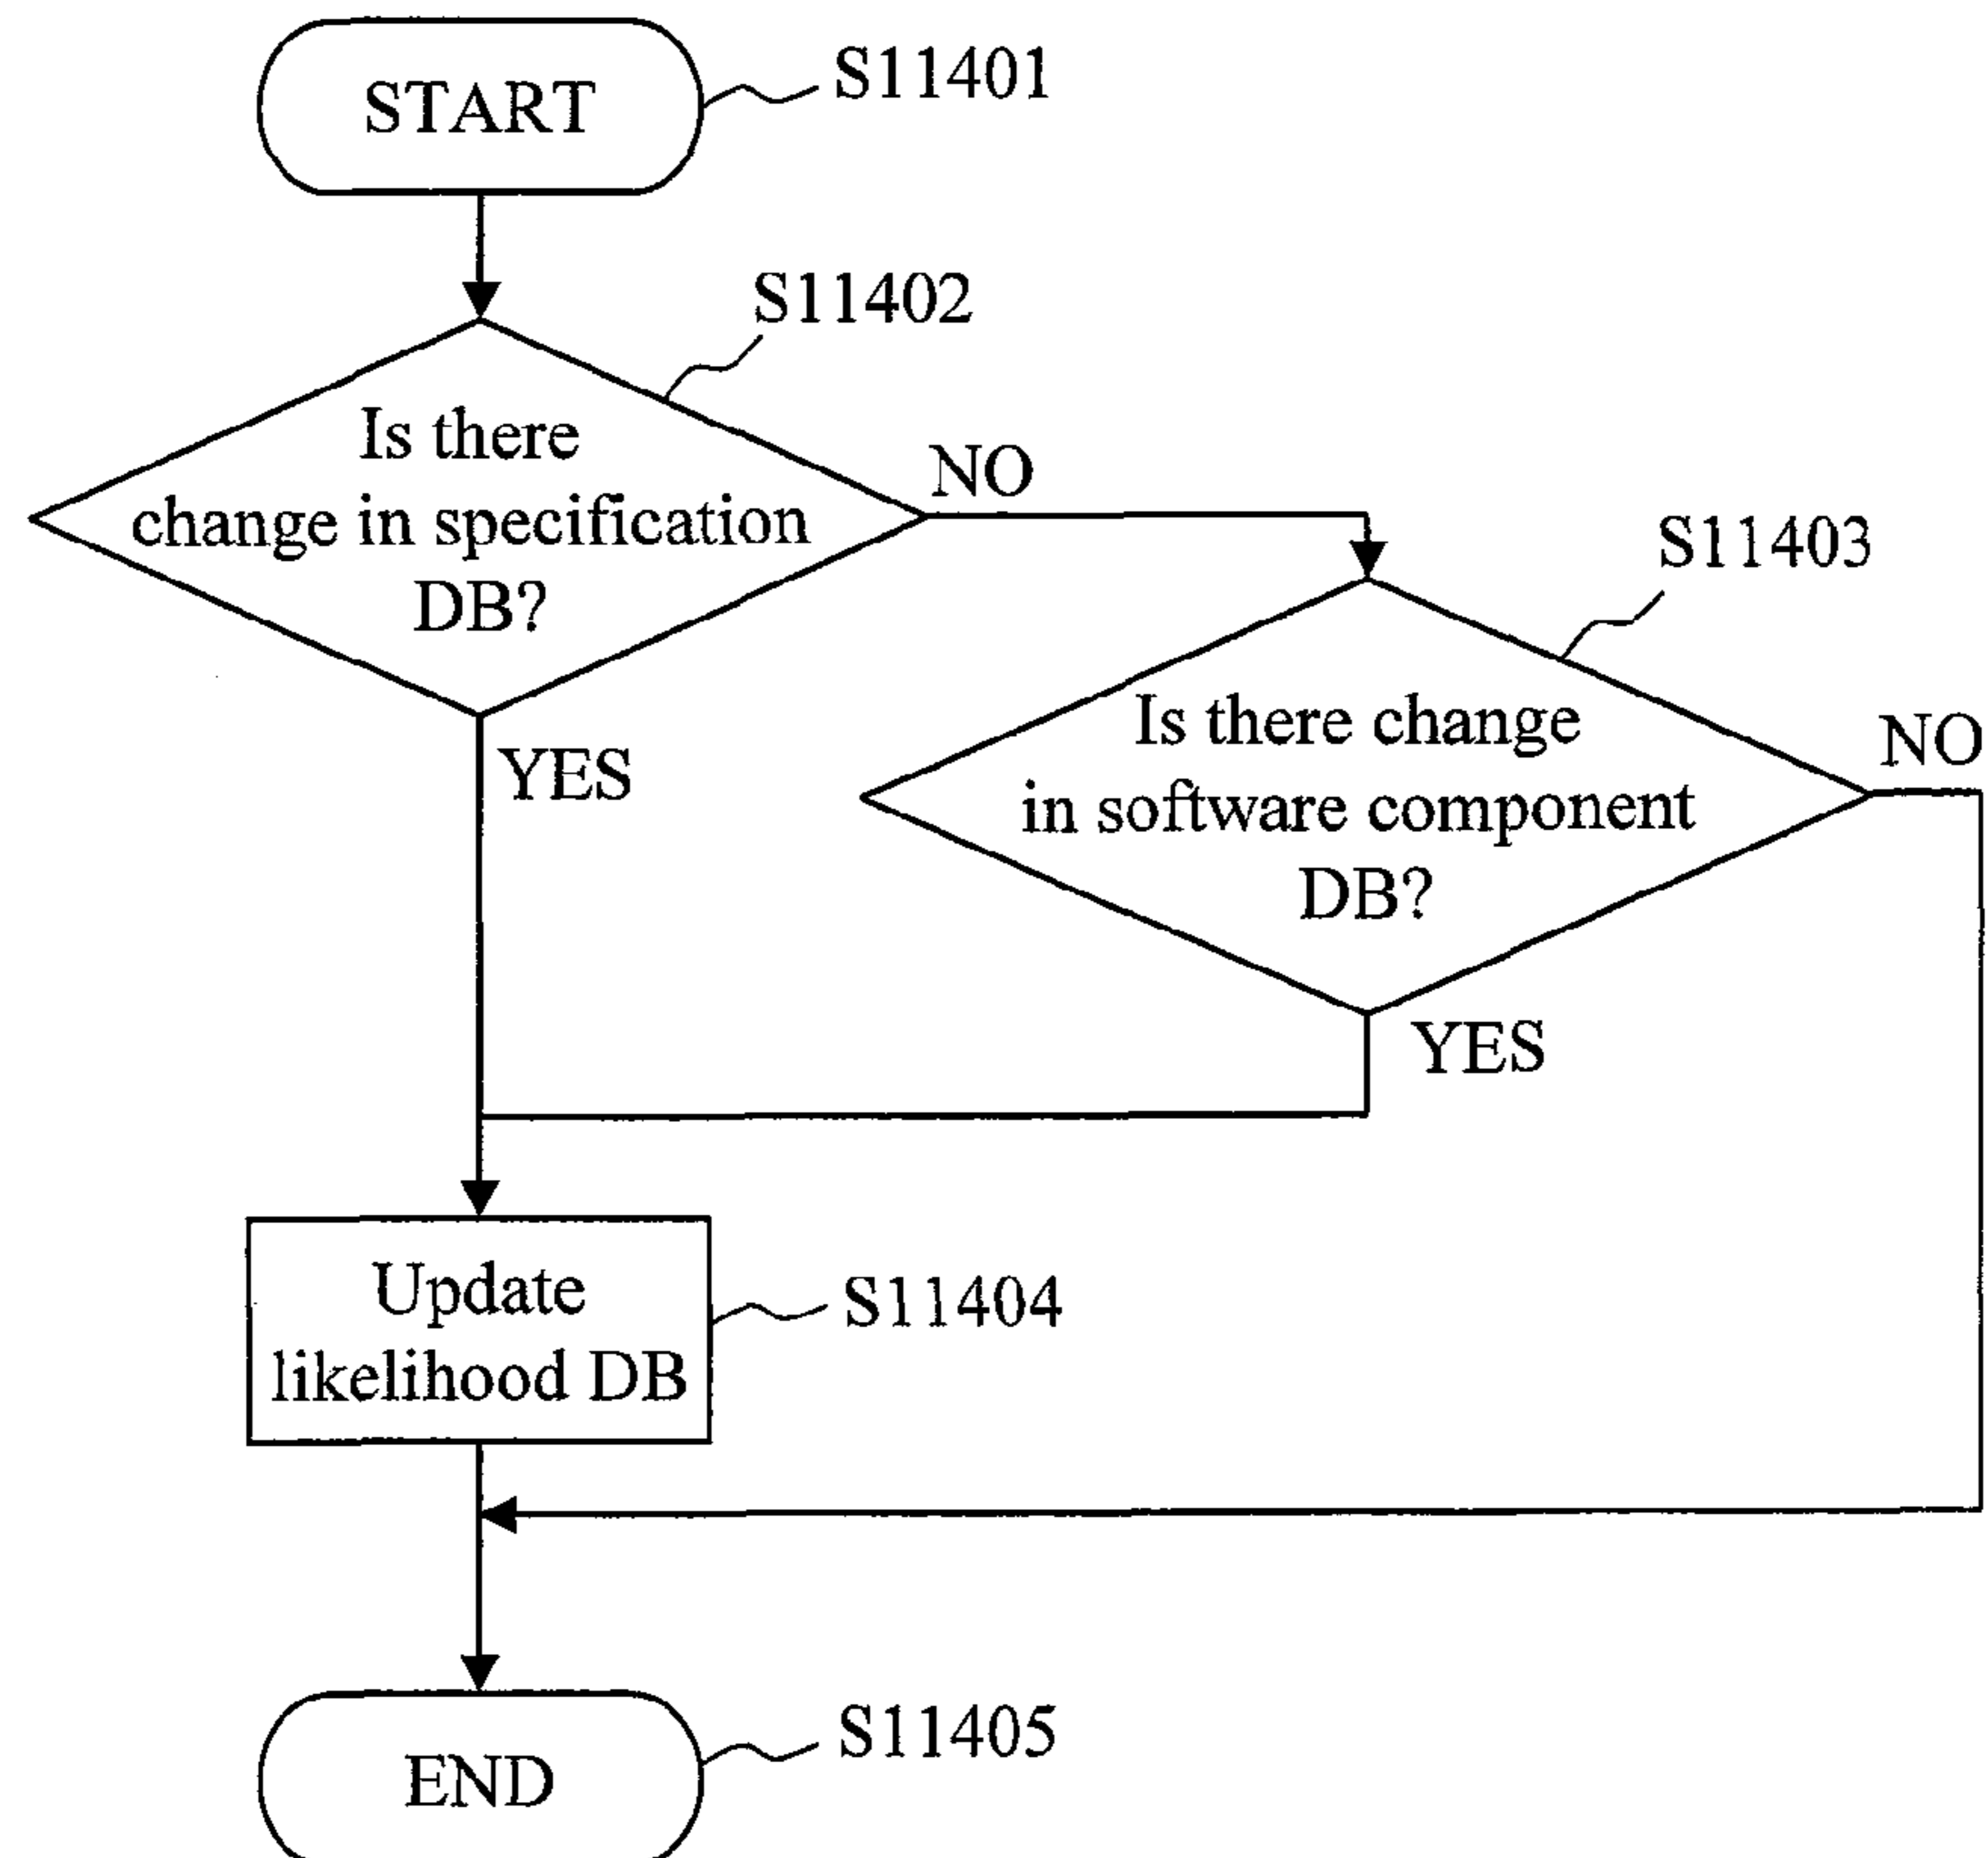 START
S11401
S11402
Is there
change in specification
DB?
NO
YES
S11403
Is there change
in software component
DB?
NO
YES
Update
likelihood DB
S11404
END
S11405